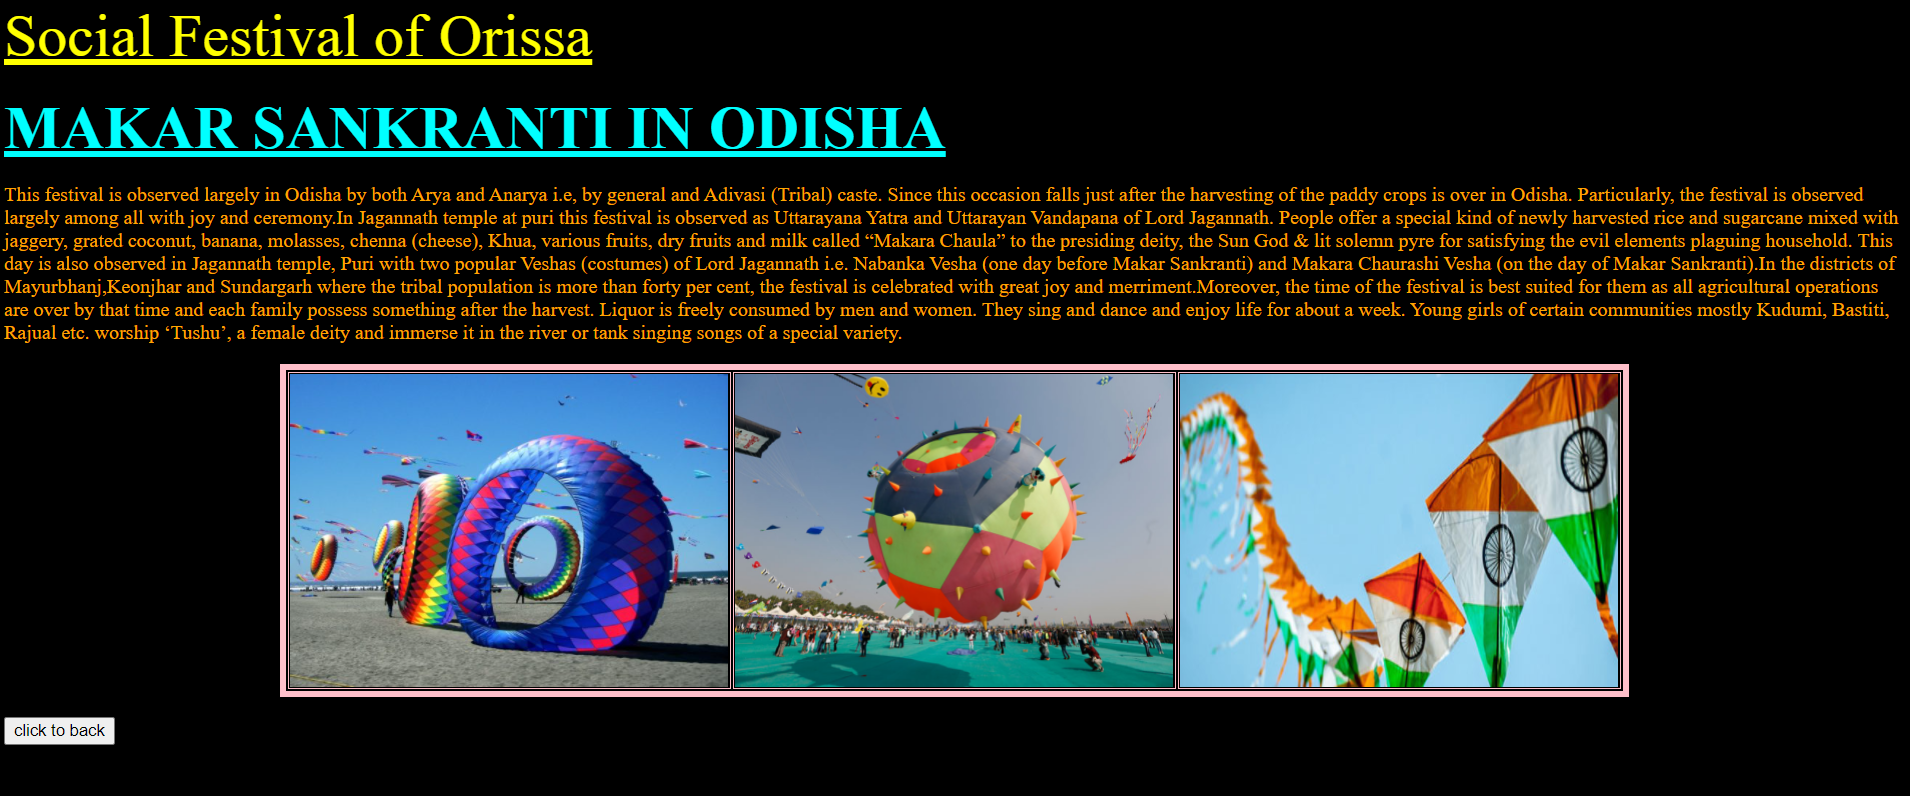 Social Festival of Orissa
MAKAR SANKRANTI IN ODISHA
This festival is observed largely in Odisha by both Arya and Anarya i.e, by general and Adivasi (Tribal) caste. Since this occasion falls just after the harvesting of the paddy crops is over in Odisha. Particularly, the festival is observed
largely among all with joy and ceremony.In Jagannath temple at puri this festival is observed as Uttarayana Yatra and Uttarayan Vandapana of Lord Jagannath. People offer a special kind of newly harvested rice and sugarcane mixed with
jaggery, grated coconut, banana, molasses, chenna (cheese), Khua, various fruits, dry fruits and milk called “Makara Chaula” to the presiding deity, the Sun God & lit solemn pyre for satisfying the evil elements plaguing household. This
day is also observed in Jagannath temple, Puri with two popular Veshas (costumes) of Lord Jagannath i.e. Nabanka Vesha (one day before Makar Sankranti) and Makara Chaurashi Vesha (on the day of Makar Sankranti).In the districts of
Mayurbhanj,Keonjhar and Sundargarh where the tribal population is more than forty per cent, the festival is celebrated with great joy and merriment.Moreover, the time of the festival is best suited for them as all agricultural operations
are over by that time and each family possess something after the harvest. Liquor is freely consumed by men and women. They sing and dance and enjoy life for about a week. Young girls of certain communities mostly Kudumi, Bastiti,
Rajual etc. worship ‘Tushu’, a female deity and immerse it in the river or tank singing songs of a special variety.
click to back